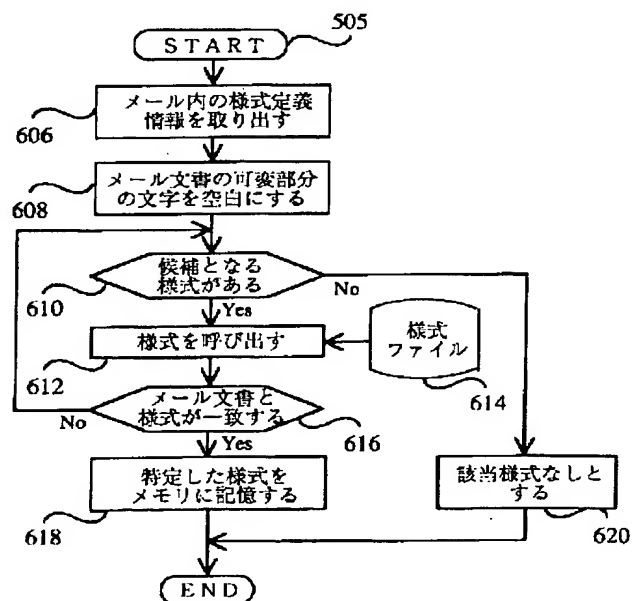 START
505
メール内の様式定義
情報を取り出す
606
メール文書の可変部分
の文字を空白にする
608
候補となる
様式がある
610
No
Yes
様式を呼び出す
612
様式
ファイル
614
メール文書と
様式が一致する
No
616
Yes
特定した様式を
メモリに記憶する
618
該当様式なしと
する
620
END